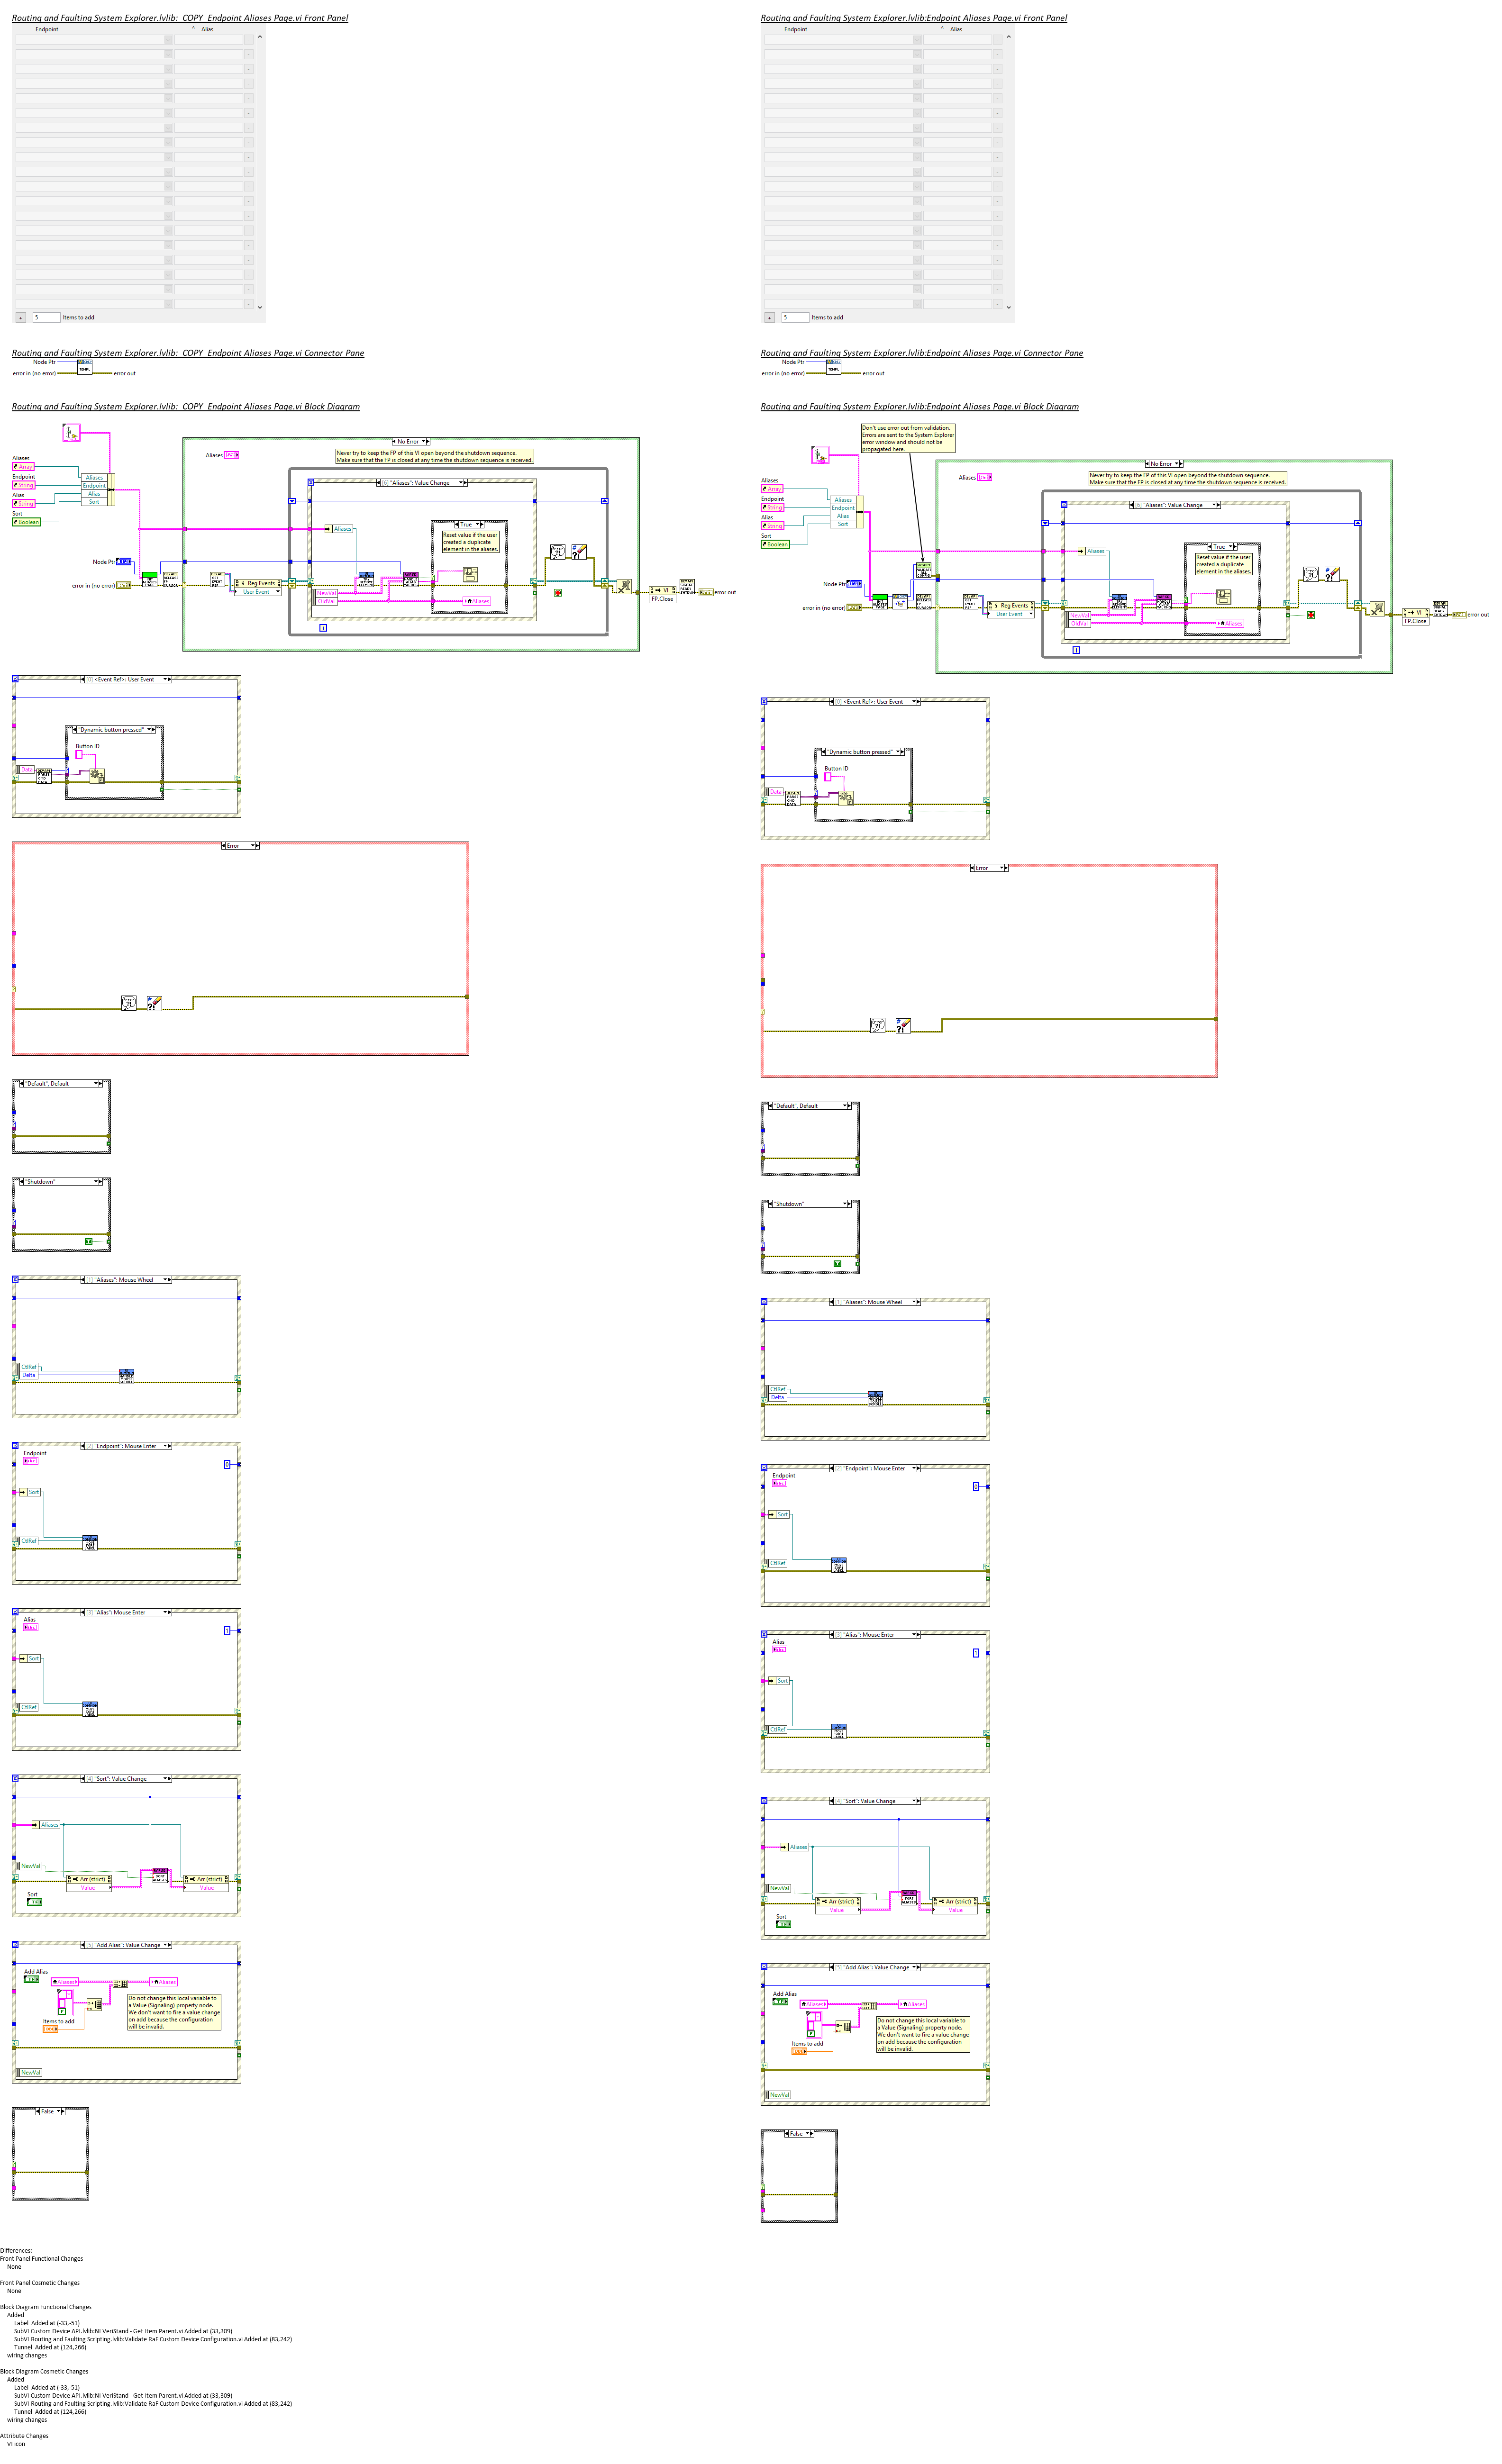 Routing and Faulting System Explorer.lvlib:_COPY_Endpoint Aliases Page.vi Front Panel
Endpoint
Alias
5
Items to add
Routing and Faulting System Explorer.lvlib:_COPY_Endpoint Aliases Page.vi Connector Pane
Node Ptr
error in (no error)
error out
Routing and Faulting System Explorer.lvlib:_COPY_Endpoint Aliases Page.vi Block Diagram
No Error
Never try to keep the FP of this VI open beyond the shutdown sequence.
Make sure that the FP is closed at any time the shutdown sequence is received.
Aliases
Aliases
Array
Endpoint
String
Alias
String
Sort
Boolean
Aliases
Endpoint
Alias
Sort
[6] "Aliases": Value Change
Aliases
True
Reset value if the user
created a duplicate
element in the aliases.
Node Ptr
error in (no error)
Reg Events
User Event
NewVal
OldVal
Aliases
VI
FP.Close
error out
[0] <Event Ref>: User Event
"Dynamic button pressed"
Button ID
Data
Error
"Default", Default
"Shutdown"
[1] "Aliases": Mouse Wheel
CtlRef
Delta
[2] "Endpoint": Mouse Enter
Endpoint
Sort
CtlRef
[3] "Alias": Mouse Enter
Alias
Sort
CtlRef
[4] "Sort": Value Change
Aliases
NewVal
Arr (strict)
Value
Arr (strict)
Value
Sort
[5] "Add Alias": Value Change
Add Alias
Aliases
Aliases
Do not change this local variable to
a Value (Signaling) property node.
We don't want to fire a value change
on add because the configuration
will be invalid.
Items to add
NewVal
False
Routing and Faulting System Explorer.lvlib:Endpoint Aliases Page.vi Front Panel
Endpoint
Alias
5
Items to add
Routing and Faulting System Explorer.lvlib:Endpoint Aliases Page.vi Connector Pane
Node Ptr
error in (no error)
error out
Routing and Faulting System Explorer.lvlib:Endpoint Aliases Page.vi Block Diagram
Don't use error out from validation.
Errors are sent to the System Explorer
error window and should not be
propagated here.
No Error
Never try to keep the FP of this VI open beyond the shutdown sequence.
Make sure that the FP is closed at any time the shutdown sequence is received.
Aliases
Aliases
Array
Endpoint
String
Alias
String
Sort
Boolean
Aliases
Endpoint
Alias
Sort
[6] "Aliases": Value Change
Aliases
True
Reset value if the user
created a duplicate
element in the aliases.
Node Ptr
error in (no error)
Reg Events
User Event
NewVal
OldVal
Aliases
VI
FP.Close
error out
[0] <Event Ref>: User Event
"Dynamic button pressed"
Button ID
Data
Error
"Default", Default
"Shutdown"
[1] "Aliases": Mouse Wheel
CtlRef
Delta
[2] "Endpoint": Mouse Enter
Endpoint
Sort
CtlRef
[3] "Alias": Mouse Enter
Alias
Sort
CtlRef
[4] "Sort": Value Change
Aliases
NewVal
Arr (strict)
Value
Arr (strict)
Value
Sort
[5] "Add Alias": Value Change
Add Alias
Aliases
Aliases
Do not change this local variable to
a Value (Signaling) property node.
We don't want to fire a value change
on add because the configuration
will be invalid.
Items to add
NewVal
False
Differences:
Front Panel Functional Changes
None
Front Panel Cosmetic Changes
None
Block Diagram Functional Changes
Added
Label Added at (-33,-51)
SubVI Custom Device API.lvlib:NI VeriStand - Get Item Parent.vi Added at (33,309)
SubVI Routing and Faulting Scripting.lvlib:Validate RaF Custom Device Configuration.vi Added at (83,242)
Tunnel Added at (124,266)
wiring changes
Block Diagram Cosmetic Changes
Added
Label Added at (-33,-51)
SubVI Custom Device API.lvlib:NI VeriStand - Get Item Parent.vi Added at (33,309)
SubVI Routing and Faulting Scripting.lvlib:Validate RaF Custom Device Configuration.vi Added at (83,242)
Tunnel Added at (124,266)
wiring changes
Attribute Changes
VI icon